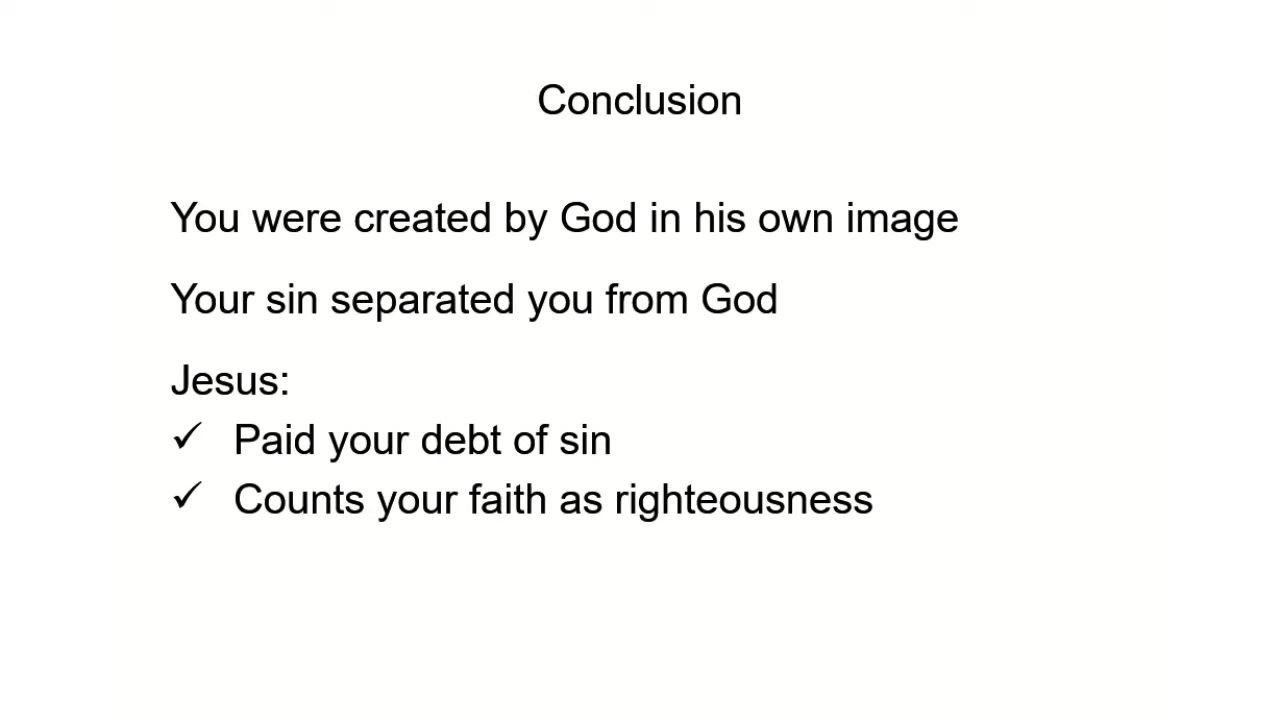 Conclusion
You were created by God in his own image
Your sin separated you from God
Jesus:
✓ Paid your debt of sin
✓ Counts your faith as righteousness